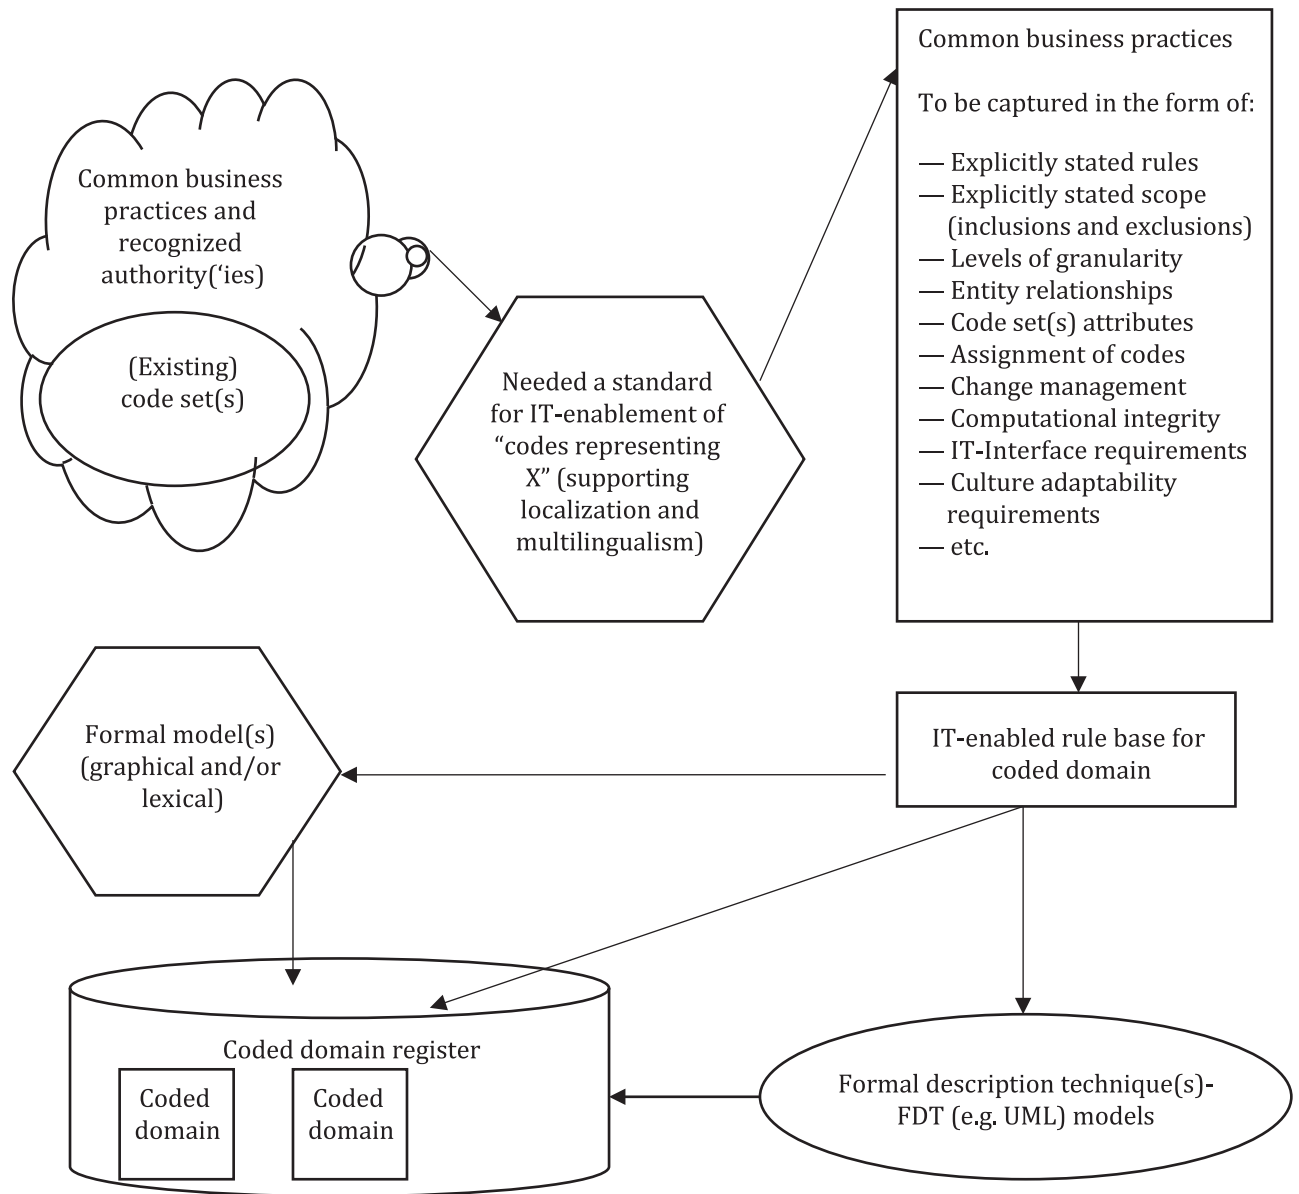 Common business
practices and
recognized
authority(‘ies)
(Existing)
code set(s)
Needed a standard
for IT-enablement of
“codes representing
X” (supporting
localization and
multilingualism)
Common business practices
To be captured in the form of:
— Explicitly stated rules
— Explicitly stated scope
(inclusions and exclusions)
— Levels of granularity
— Entity relationships
— Code set(s) attributes
— Assignment of codes
— Change management
— Computational integrity
— IT-Interface requirements
— Culture adaptability
requirements
— etc.
IT-enabled rule base for
coded domain
Formal model(s)
(graphical and/or
lexical)
Coded domain register
Coded
domain
Coded
domain
Formal description technique(s)-
FDT (e.g. UML) models